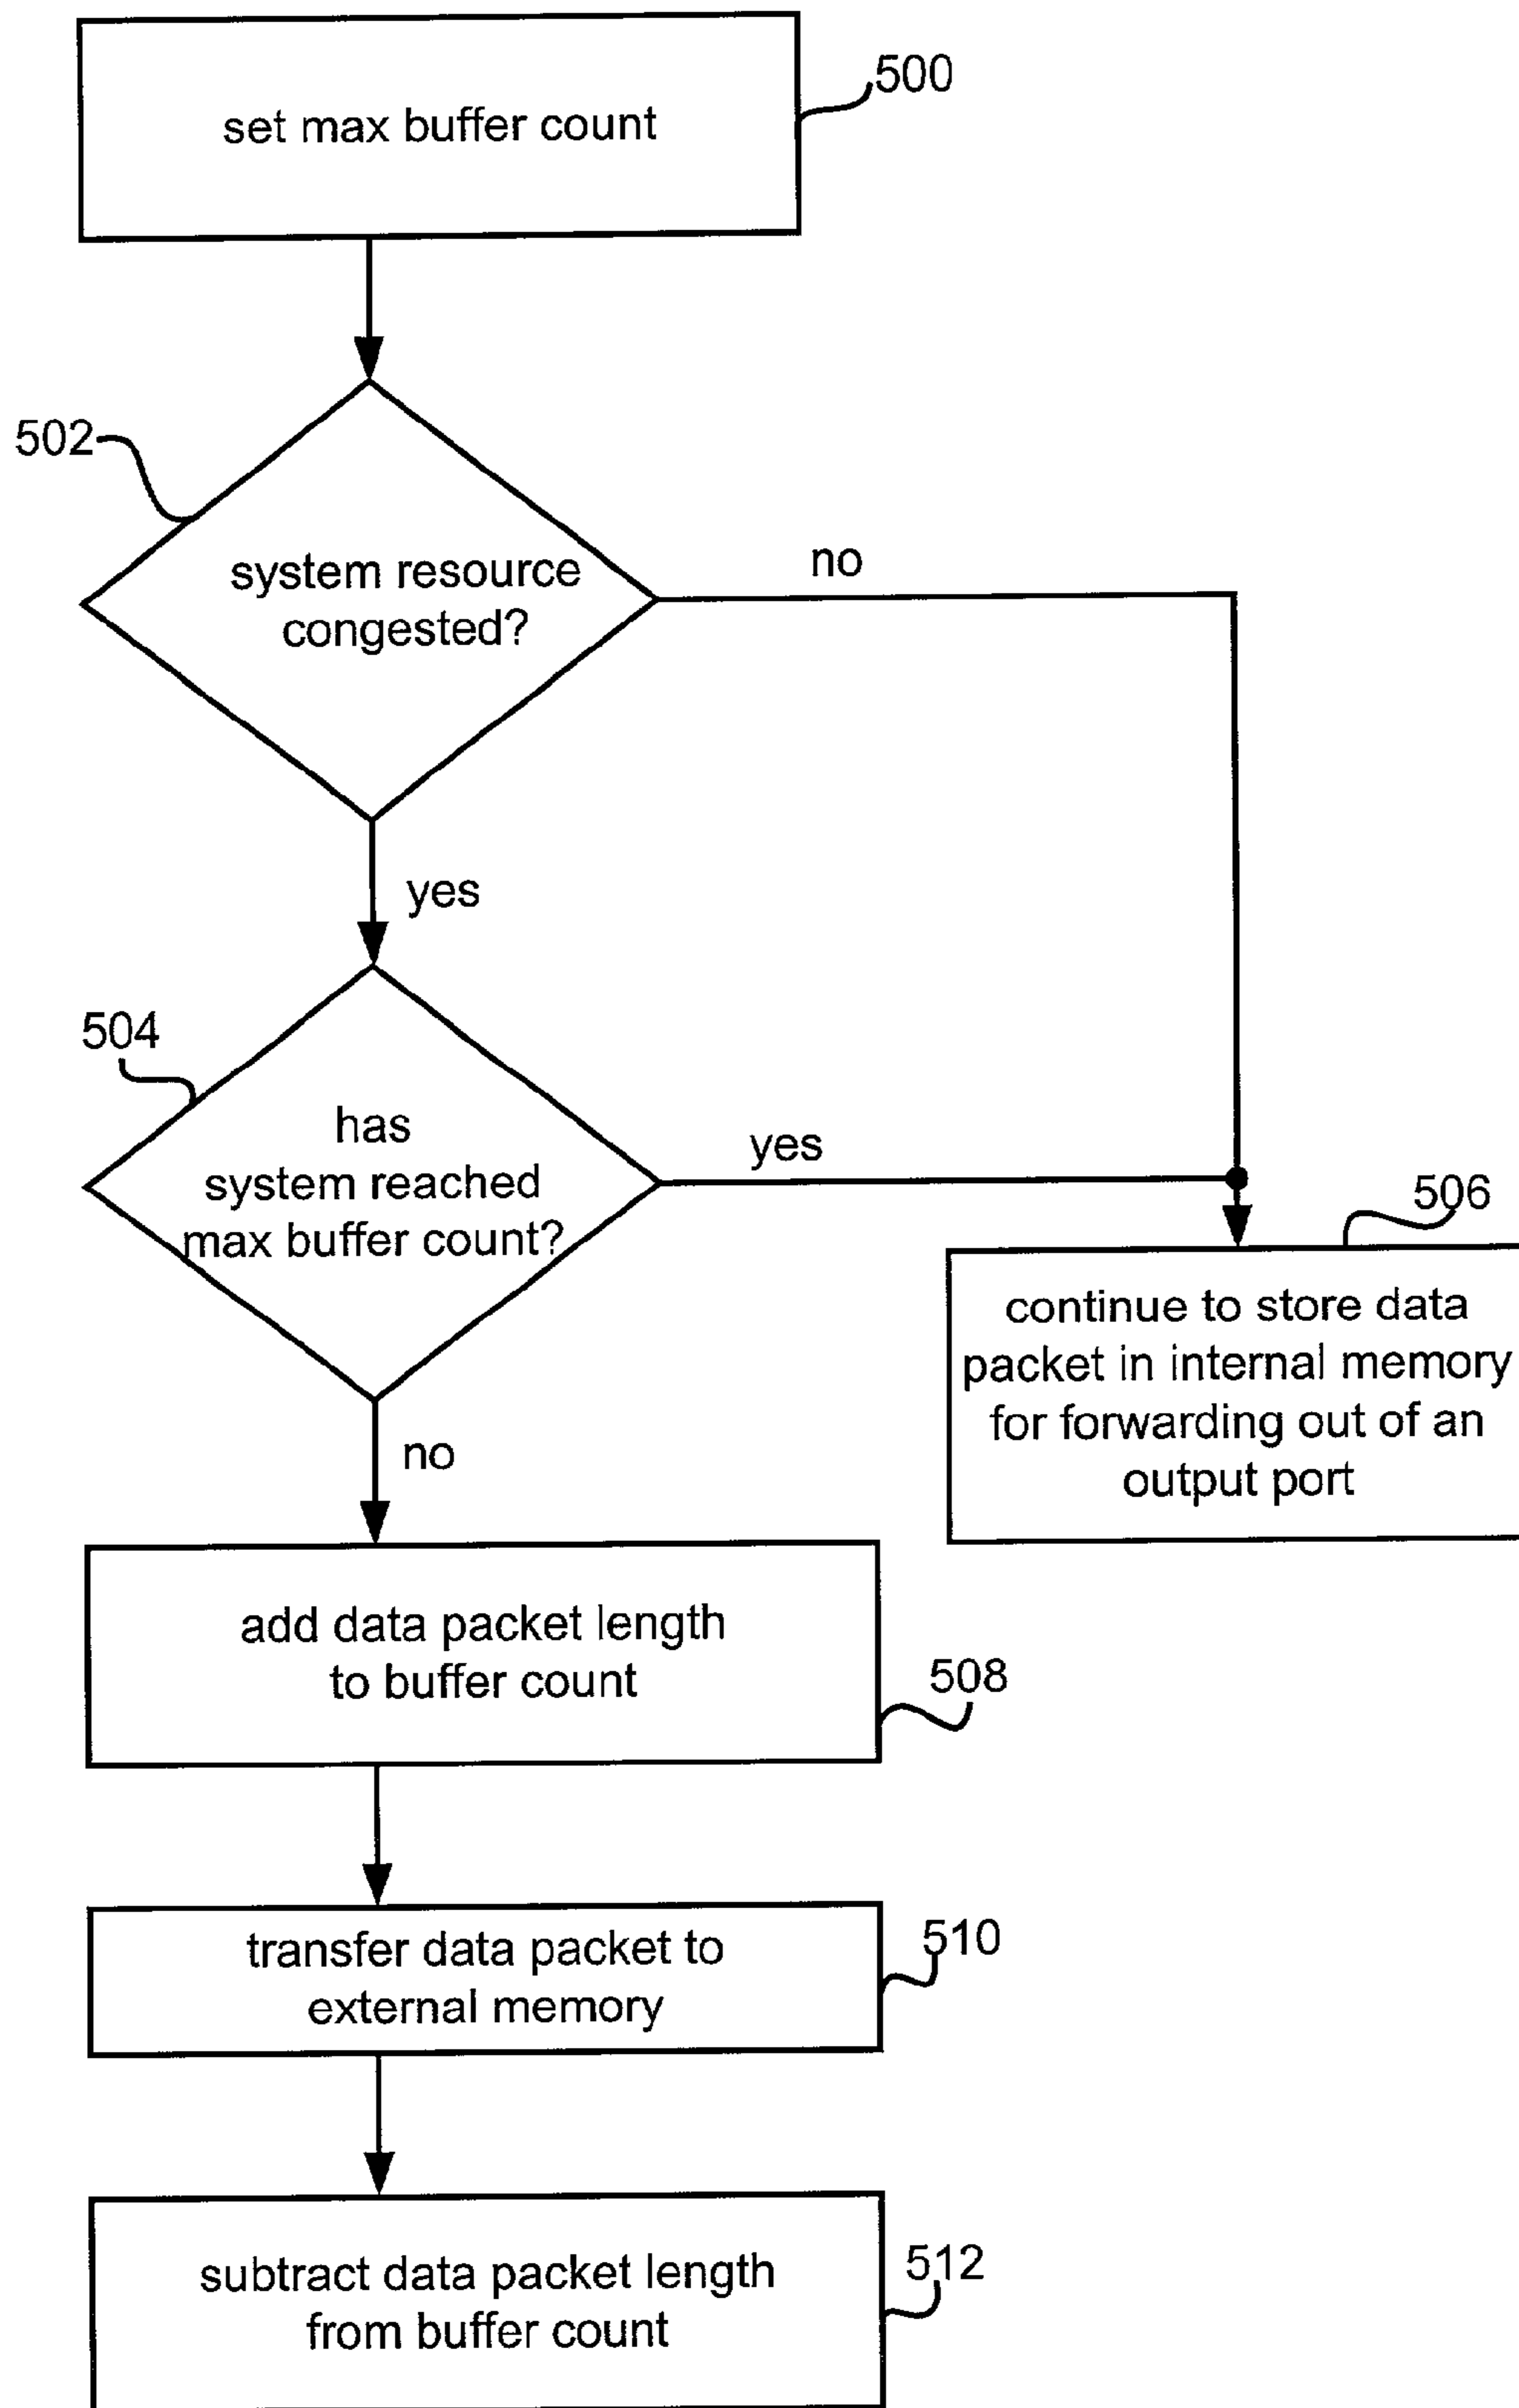 set max buffer count
500
502
system resource
congested?
no
yes
504
has
system reached
max buffer count?
yes
506
continue to store data
packet in internal memory
for forwarding out of an
output port
no
add data packet length
to buffer count
508
transfer data packet to
external memory
510
subtract data packet length
from buffer count
512